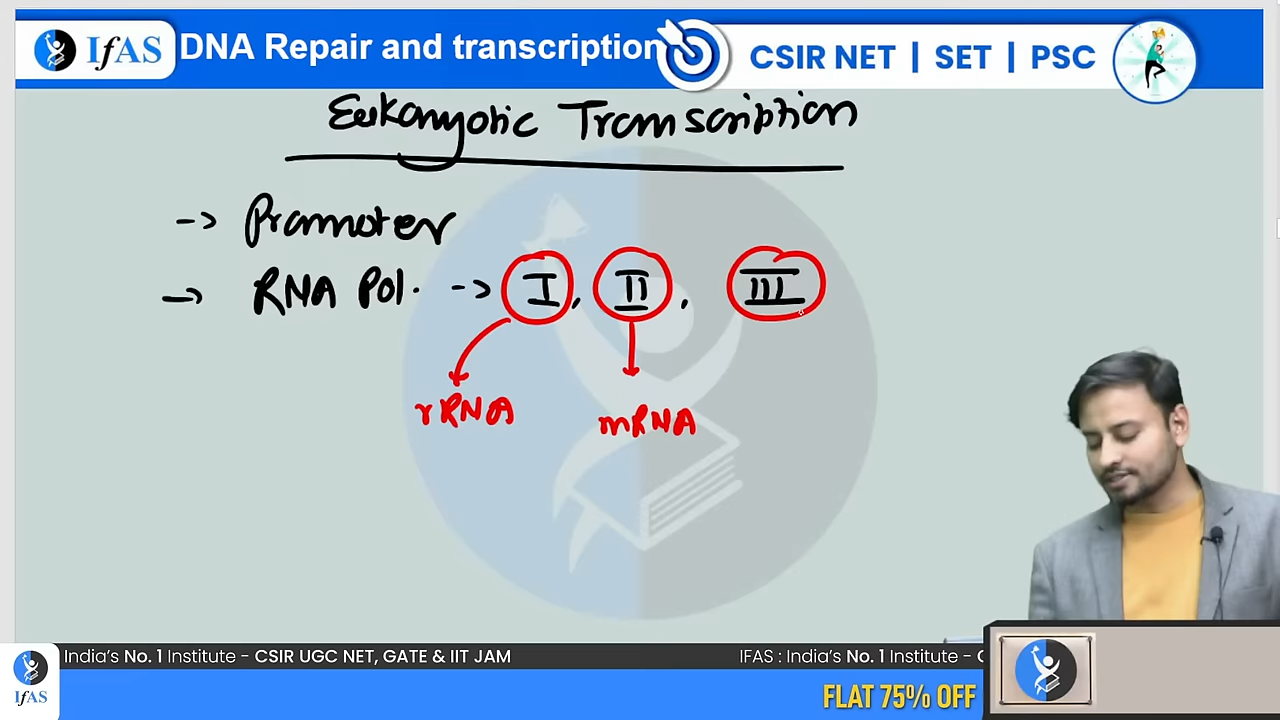 IfAS DNA Repair and transcription CSIR NET | SET | PSC
Eukaryotic Transcription
-> Promoter
-> RNA Pol. -> I, II, III
rRNA mRNA
IfAS India's No. 1 Institute - CSIR UGC NET, GATE & IIT JAM IFAS : India's No. 1 Institute -
FLAT 75% OFF